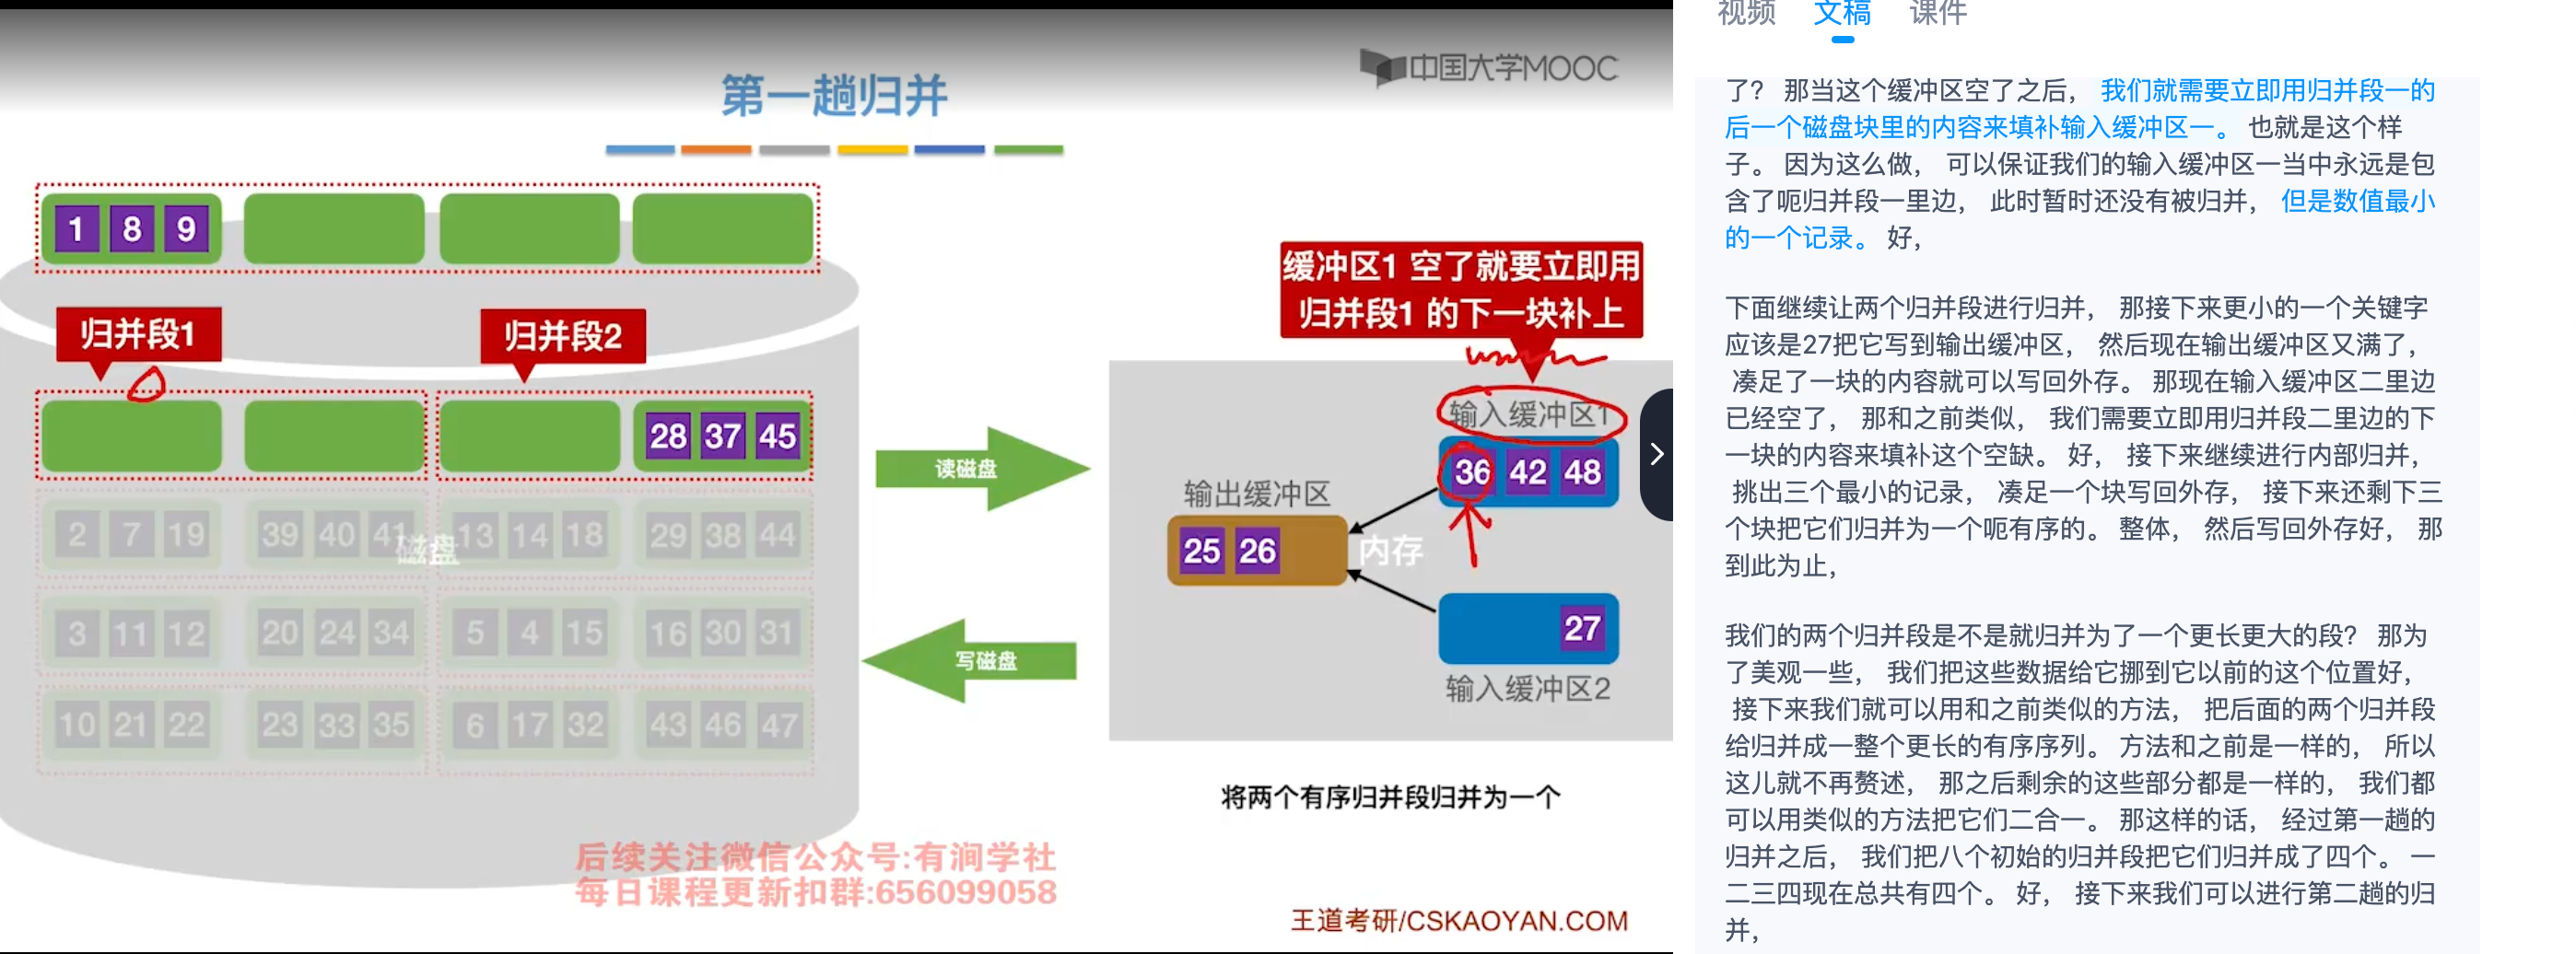 中国大学MOOC
第一趟归并
1 8 9
归并段1
归并段2
28 37 45
2 7 19 39 40 41 13 14 18 29 38 44
磁盘
3 11 12 20 24 34 5 4 15 16 30 31
10 21 22 23 33 35 6 17 32 43 46 47
读磁盘
写磁盘
缓冲区1 空了就要立即用
归并段1 的下一块补上
输入缓冲区1
36 42 48
输出缓冲区
25 26
内存
27
输入缓冲区2
将两个有序归并段归并为一个
后续关注微信公众号:有涧学社
每日课程更新扣群:656099058
王道考研/CSKAOYAN.COM
视频 文稿 课件
了? 那当这个缓冲区空了之后, 我们就需要立即用归并段一的
后一个磁盘块里的内容来填补输入缓冲区一。 也就是这个样
子。 因为这么做, 可以保证我们的输入缓冲区一当中永远是包
含了呃归并段一里边, 此时暂时还没有被归并, 但是数值最小
的一个记录。 好,
下面继续让两个归并段进行归并, 那接下来更小的一个关键字
应该是27把它写到输出缓冲区, 然后现在输出缓冲区又满了,
凑足了一块的内容就可以写回外存。 那现在输入缓冲区二里边
已经空了, 那和之前类似, 我们需要立即用归并段二里边的下
一块的内容来填补这个空缺。 好, 接下来继续进行内部归并,
挑出三个最小的记录, 凑足一个块写回外存, 接下来还剩下三
个块把它们归并为一个呃有序的。 整体, 然后写回外存好, 那
到此为止,
我们的两个归并段是不是就归并为了一个更长更大的段? 那为
了美观一些, 我们把这些数据给它挪到它以前的这个位置好,
接下来我们就可以用和之前类似的方法, 把后面的两个归并段
给归并成一整个更长的有序序列。 方法和之前是一样的, 所以
这儿就不再赘述, 那之后剩余的这些部分都是一样的, 我们都
可以用类似的方法把它们二合一。 那这样的话, 经过第一趟的
归并之后, 我们把八个初始的归并段把它们归并成了四个。 一
二三四现在总共有四个。 好, 接下来我们可以进行第二趟的归
并,